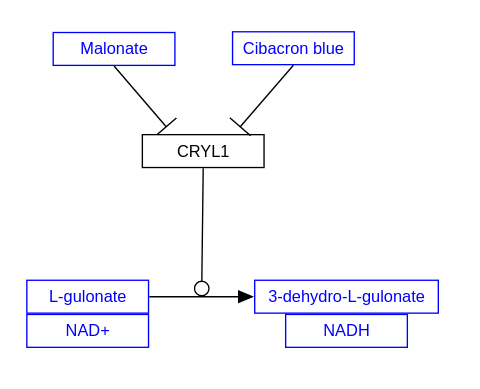 Malonate
Cibacron blue
CRYL1
L-gulonate
3-dehydro-L-gulonate
NAD+
NADH